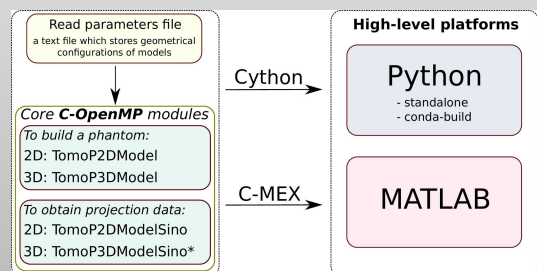 Read parameters file
a text file which stores geometrical
configurations of models
Core C-OpenMP modules
To build a phantom:
2D: TomoP2DModel
3D: TomoP3DModel
To obtain projection data:
2D: TomoP2DModelSino
3D: TomoP3DModelSino*
Cython
C-MEX
High-level platforms
Python
- standalone
- conda-build
MATLAB